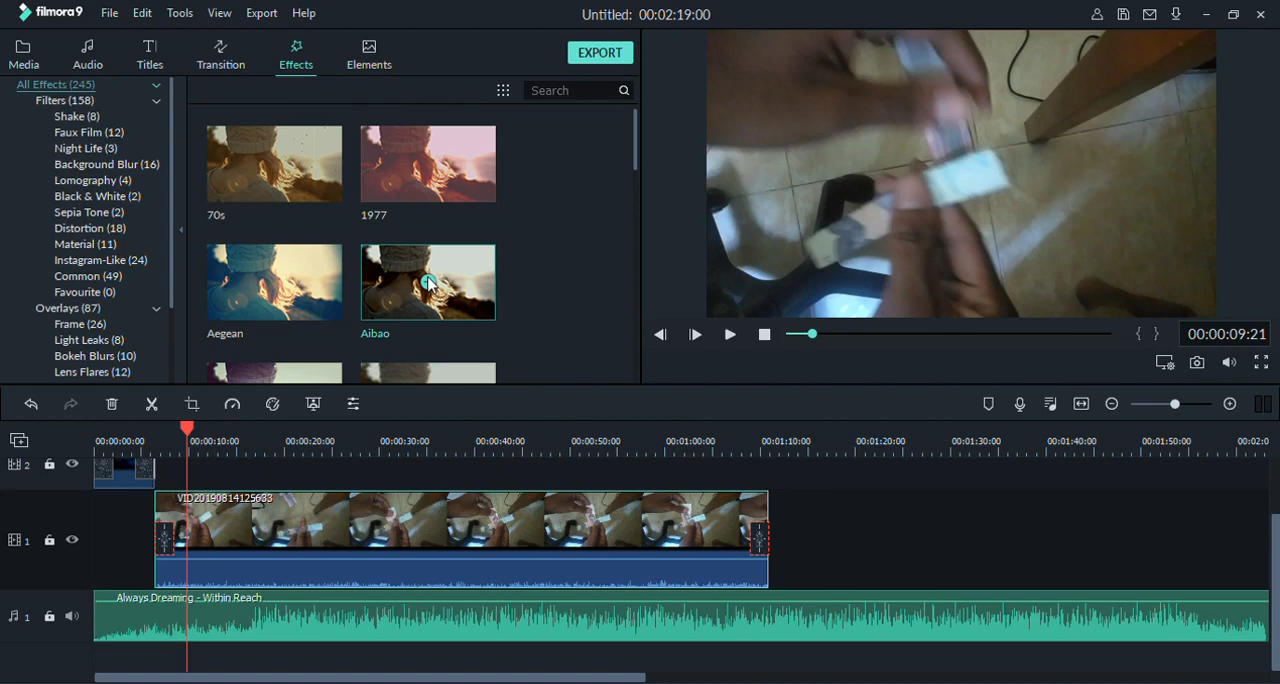 filmora9 File Edit Tools View Export Help Untitled: 00:02:19:00
Media Audio Titles Transition Effects Elements EXPORT
All Effects (245)
Filters (158)
Shake (8)
Faux Film (12)
Night Life (3)
Background Blur (16)
Lomography (4)
Black & White (2)
Sepia Tone (2)
Distortion (18)
Material (11)
Instagram-Like (24)
Common (49)
Favourite (0)
Overlays (87)
Frame (26)
Light Leaks (8)
Bokeh Blurs (10)
Lens Flares (12)
Search
70s 1977
Aegean Aibao
{ } 00:00:09:21
00:00:00:00 00:00:10:00 00:00:20:00 00:00:30:00 00:00:40:00 00:00:50:00 00:01:00:00 00:01:10:00 00:01:20:00 00:01:30:00 00:01:40:00 00:01:50:00 00:02:0
2
VID20190814125633
1
Always Dreaming - Within Reach
1